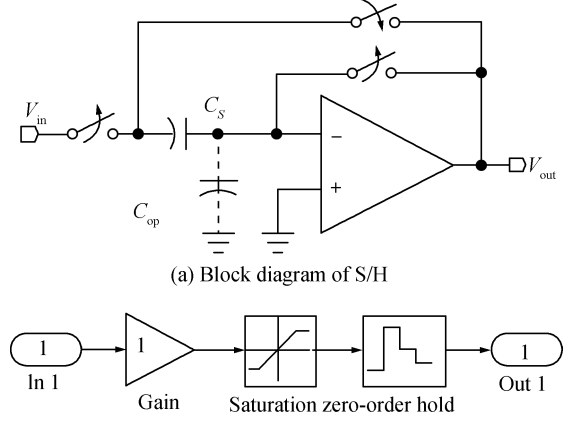 V_in
C_S
−
+
V_out
C_op
(a) Block diagram of S/H
1
1
1
In 1
Gain
Saturation zero-order hold
Out 1